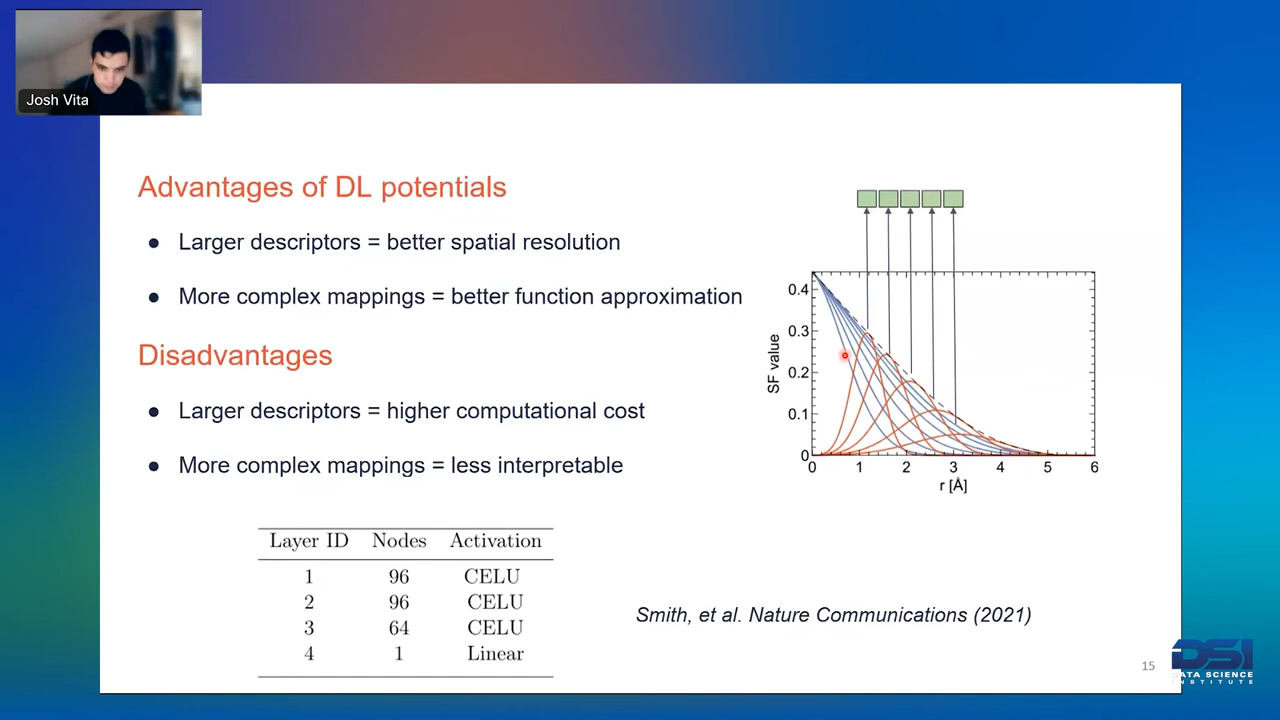 Josh Vita
Advantages of DL potentials
● Larger descriptors = better spatial resolution
● More complex mappings = better function approximation
Disadvantages
● Larger descriptors = higher computational cost
● More complex mappings = less interpretable
Layer ID Nodes Activation
1 96 CELU
2 96 CELU
3 64 CELU
4 1 Linear
0.4
0.3
0.2
0.1
0
SF value
0 1 2 3 4 5 6
r [Å]
Smith, et al. Nature Communications (2021)
15
DSI
DATA SCIENCE
INSTITUTE